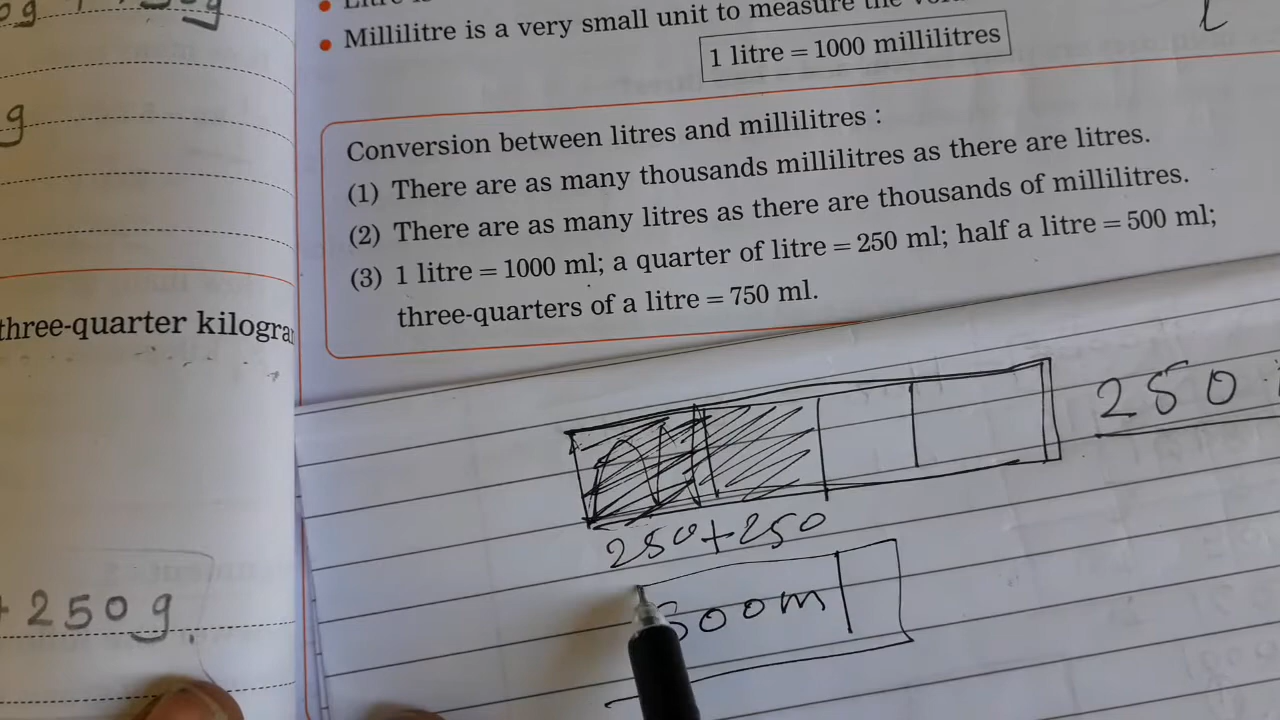 Millilitre is a very small unit to measure the
1 litre = 1000 millilitres
Conversion between litres and millilitres :
(1) There are as many thousands millilitres as there are litres.
(2) There are as many litres as there are thousands of millilitres.
(3) 1 litre = 1000 ml; a quarter of litre = 250 ml; half a litre = 500 ml;
three-quarters of a litre = 750 ml.
g
three-quarter
250g.
250
250+250
500ml